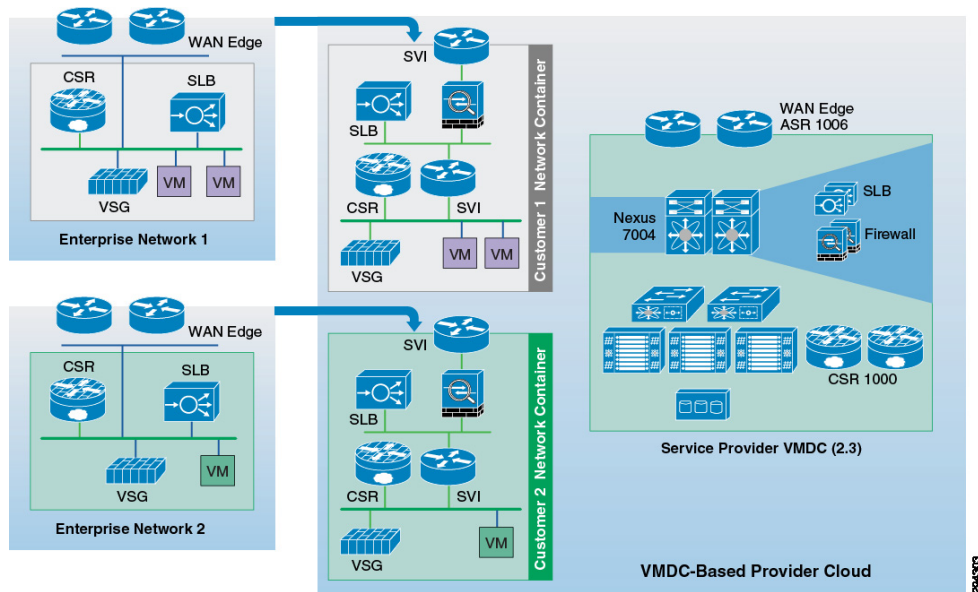 WAN Edge
CSR
SLB
VSG
VM
VM
Enterprise Network 1
SVI
SLB
CSR
SVI
VSG
VM
VM
Customer 1 Network Container
WAN Edge
CSR
SLB
VSG
VM
Enterprise Network 2
SVI
SLB
CSR
SVI
VSG
VM
Customer 2 Network Container
WAN Edge
ASR 1006
Nexus
7004
SLB
Firewall
CSR 1000
Service Provider VMDC (2.3)
VMDC-Based Provider Cloud